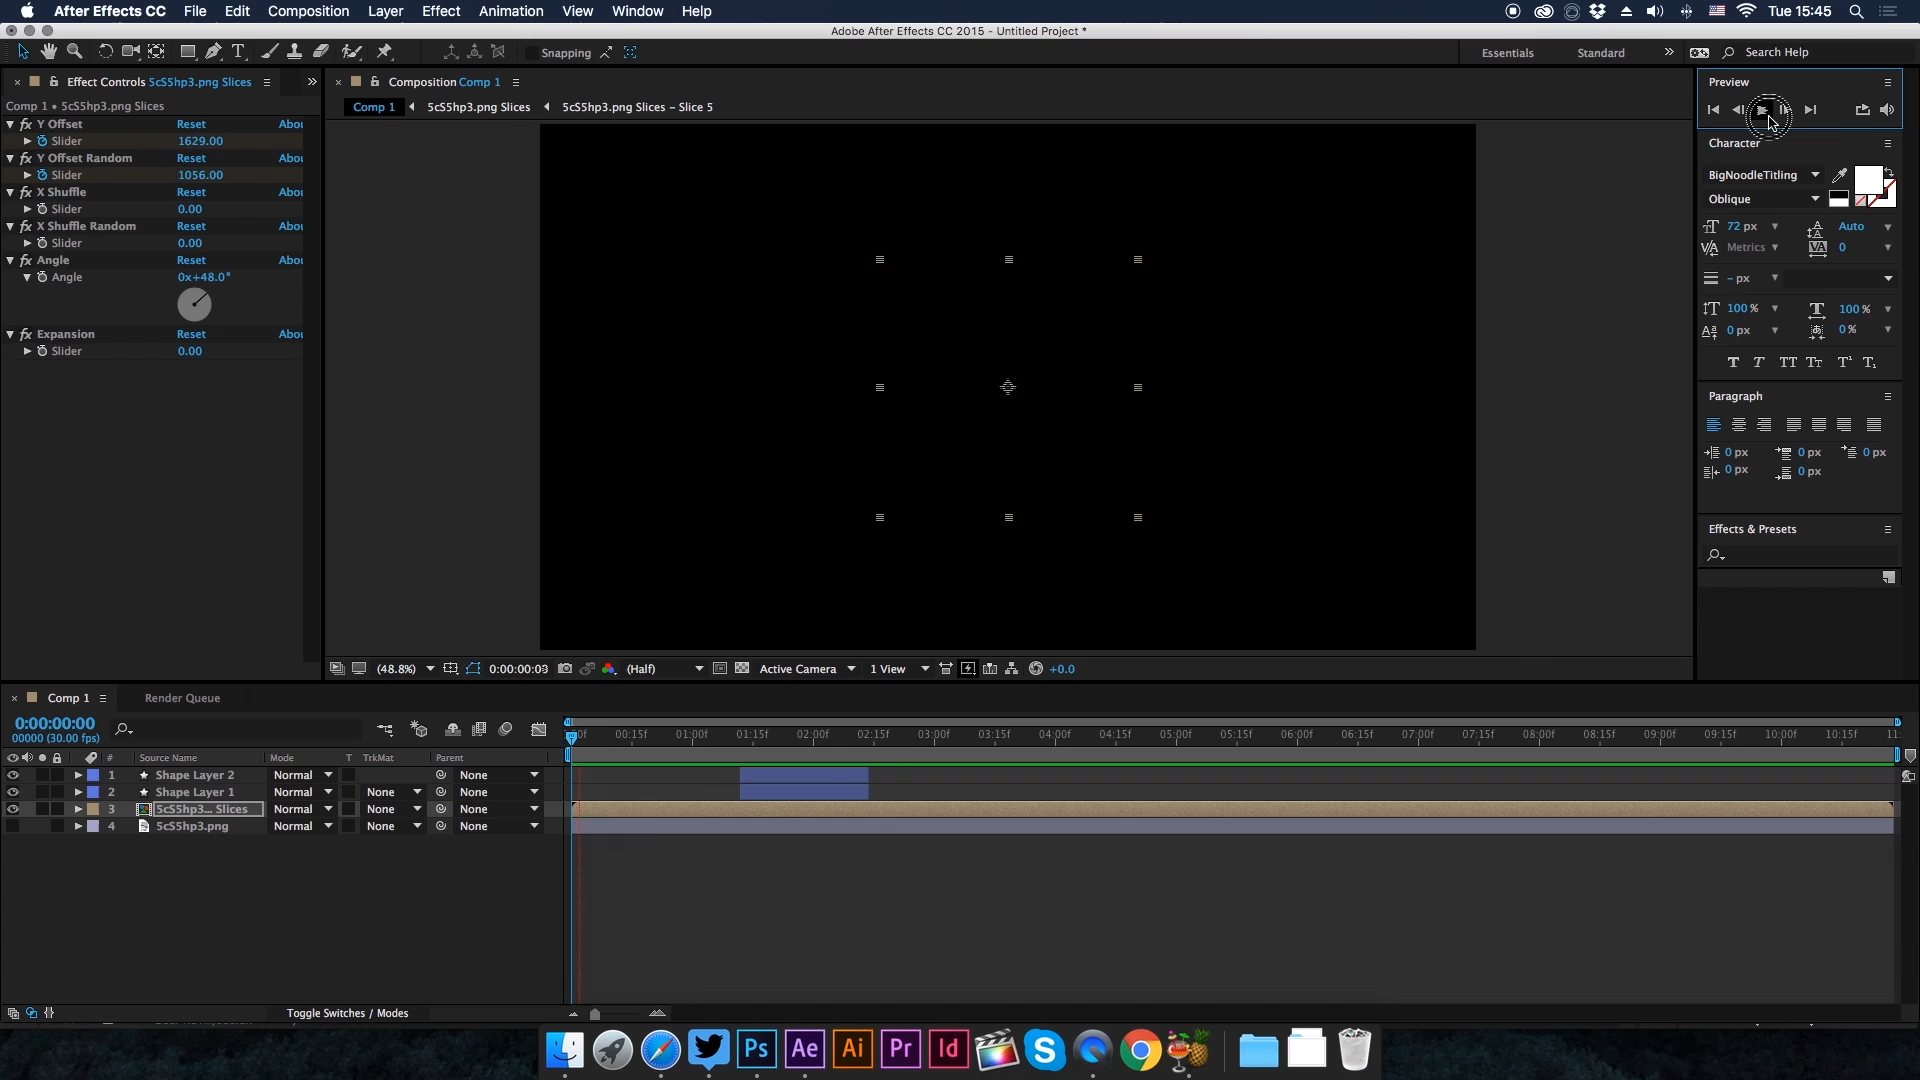 After Effects CC File Edit Composition Layer Effect Animation View Window Help Tue 15:45
Adobe After Effects CC 2015 - Untitled Project *
Snapping Essentials Standard Search Help
Effect Controls 5cS5hp3.png Slices
Comp 1 • 5cS5hp3.png Slices
Y Offset Reset Abou
Slider 1629.00
Y Offset Random Reset Abou
Slider 1056.00
X Shuffle Reset Abou
Slider 0.00
X Shuffle Random Reset Abou
Slider 0.00
Angle Reset Abou
Angle 0x+48.0°
Expansion Reset Abou
Slider 0.00
Composition Comp 1
Comp 1 5cS5hp3.png Slices 5cS5hp3.png Slices - Slice 5
(48.8%) 0:00:00:03 (Half) Active Camera 1 View +0.0
Preview
Character
BigNoodleTitling
Oblique
72 px Auto
Metrics 0
- px
100 % 100 %
0 px 0 %
T T TT Tt T¹ T₁
Paragraph
0 px 0 px 0 px
0 px 0 px
Effects & Presets
Comp 1 Render Queue
0:00:00:00
00000 (30.00 fps)
00:15f 01:00f 01:15f 02:00f 02:15f 03:00f 03:15f 04:00f 04:15f 05:00f 05:15f 06:00f 06:15f 07:00f 07:15f 08:00f 08:15f 09:00f 09:15f 10:00f 10:15f 11:
# Source Name Mode T TrkMat Parent
1 Shape Layer 2 Normal None
2 Shape Layer 1 Normal None None
3 5cS5hp3... Slices Normal None None
4 5cS5hp3.png Normal None None
Toggle Switches / Modes
Ps Ae Ai Pr Id